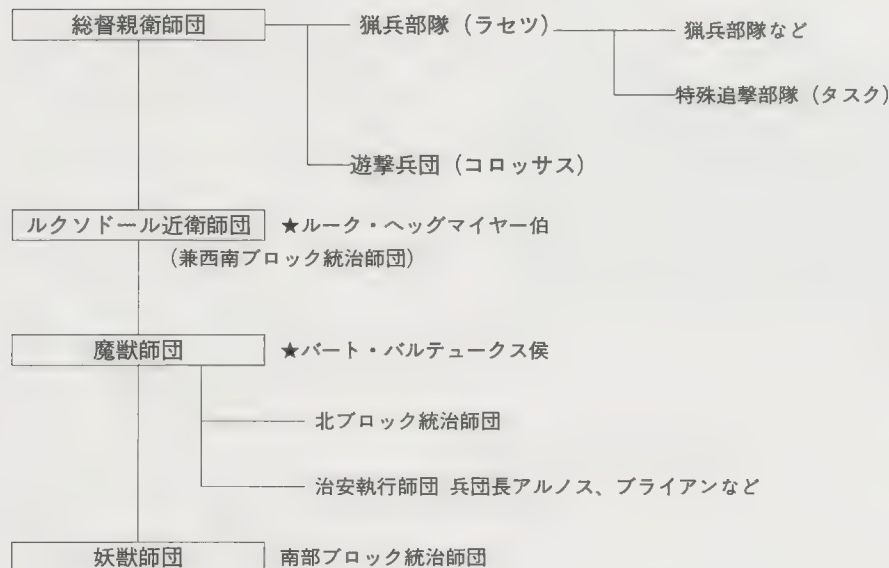 総督親衛師団
猟兵部隊（ラセツ）
猟兵部隊など
特殊追撃部隊（タスク）
遊撃兵団（コロッサス）
ルクソドール近衛師団 ★ルーク・ヘッグマイヤー伯
（兼西南ブロック統治師団）
魔獣師団 ★バート・バルテュークス侯
北ブロック統治師団
治安執行師団 兵団長アルノス、ブライアンなど
妖獣師団 南部ブロック統治師団